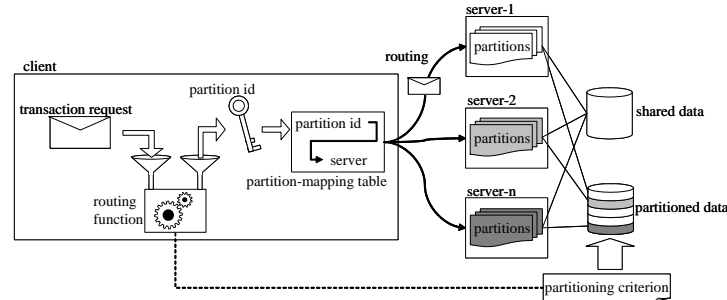 server-1
partitions
routing
client
partition id
transaction request
partition id
server
partition-mapping table
routing
function
server-2
partitions
server-n
partitions
shared data
partitioned data
partitioning criterion